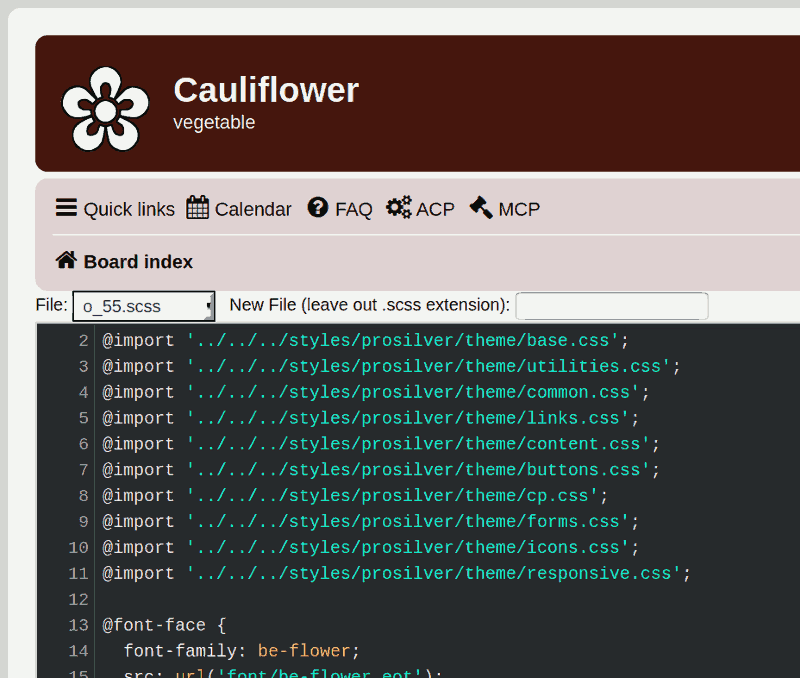 Cauliflower
vegetable
Quick links Calendar FAQ ACP MCP
Board index
File: o_55.scss New File (leave out .scss extension):
2 @import '../../../styles/prosilver/theme/base.css';
3 @import '../../../styles/prosilver/theme/utilities.css';
4 @import '../../../styles/prosilver/theme/common.css';
5 @import '../../../styles/prosilver/theme/links.css';
6 @import '../../../styles/prosilver/theme/content.css';
7 @import '../../../styles/prosilver/theme/buttons.css';
8 @import '../../../styles/prosilver/theme/cp.css';
9 @import '../../../styles/prosilver/theme/forms.css';
10 @import '../../../styles/prosilver/theme/icons.css';
11 @import '../../../styles/prosilver/theme/responsive.css';
12
13 @font-face {
14 font-family: be-flower;
15 src: url('font/be-flower.eot');